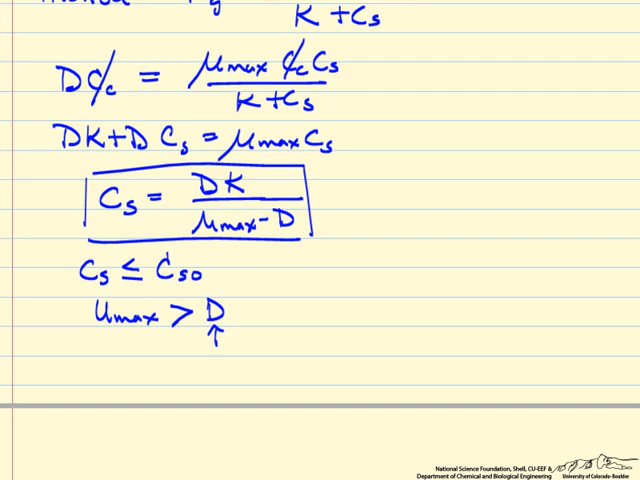 K + Cs
D C̸c = μmax C̸c Cs / K + Cs
DK + D Cs = μmax Cs
Cs = DK / μmax - D
Cs ≤ Cso
μmax > D
↑
National Science Foundation, Shell, CU-EEF &
Department of Chemical and Biological Engineering
University of Colorado-Boulder